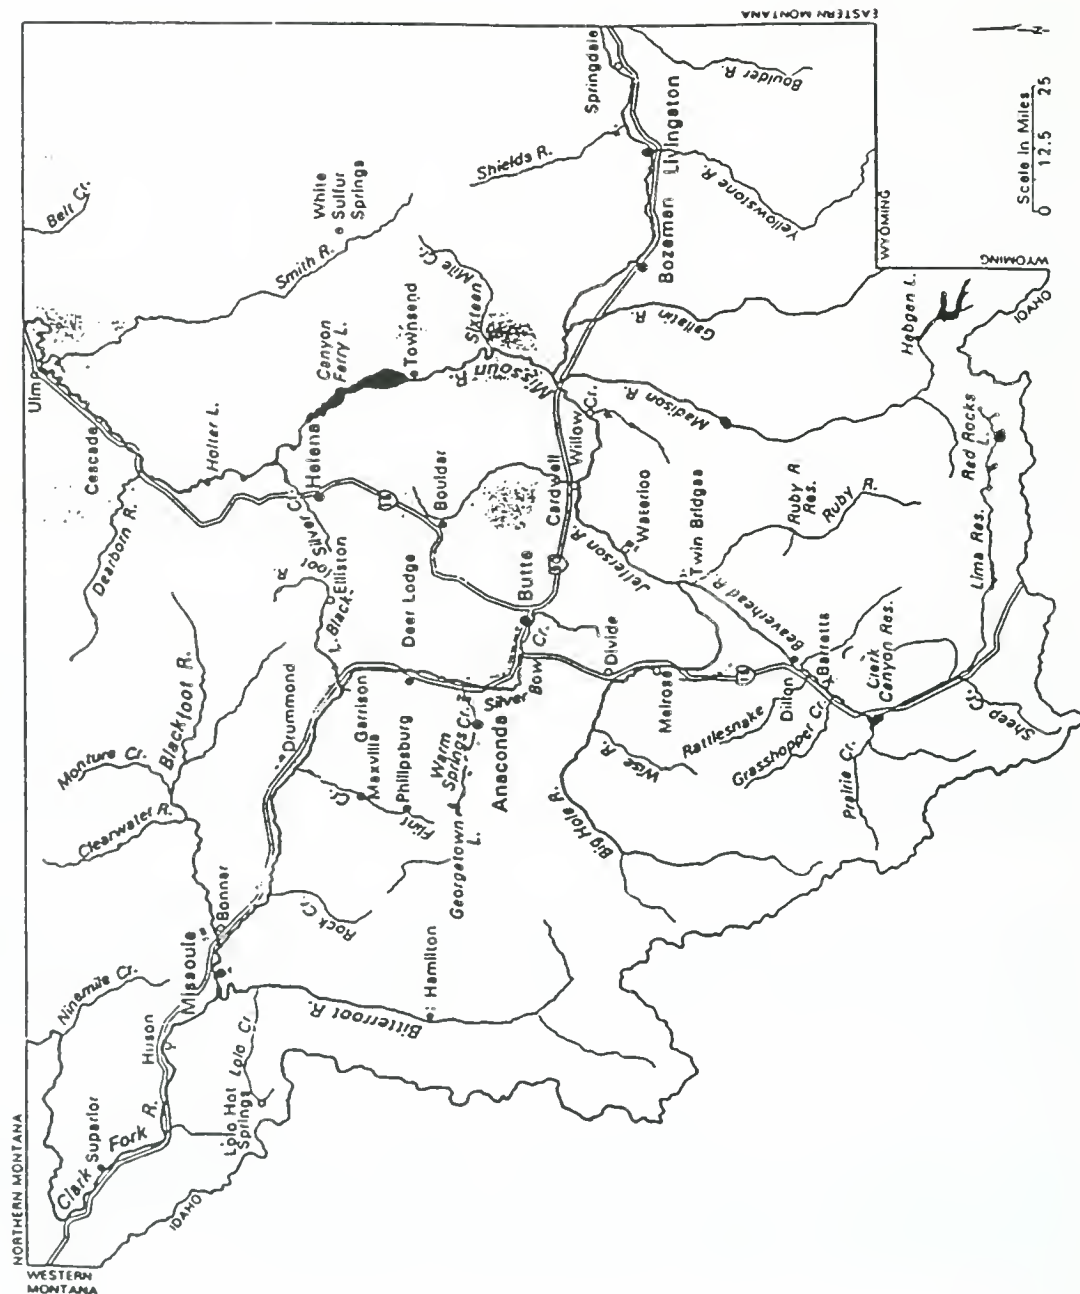 NORTHERN MONTANA
WESTERN
MONTANA
EASTERN MONTANA
IDAHO
Clark
Fork
R.
Superior
Ninemile Cr.
Huson
Missoula
Bonner
Lolo Cr.
Lolo Hot
Springs
Bitterroot R.
Hamilton
Rock Cr.
Clearwater R.
Monture Cr.
Blackfoot R.
Drummond
Garrison
Maxville
Philipsburg
Flint
Cr.
Georgetown
L.
Warm
Springs Cr.
Anaconda
Deer Lodge
L. Black
foot
R.
Elliston
Silver
Cr.
Helena
Dearborn R.
Cascade
Ulm
Holter L.
Canyon
Ferry L.
Townsend
Smith R.
Belt Cr.
White
Sulfur
Springs
Sixteen
Mile Cr.
Missouri
R.
Shields R.
Springdale
Livingston
Boulder R.
Yellowstone R.
Bozeman
Gallatin
R.
Madison R.
Willow Cr.
Cardwell
Boulder
Butte
Silver
Bow
Cr.
Divide
Melrose
Jefferson R.
Waterloo
Twin Bridges
Beaverhead R.
Ruby R
Res.
Ruby R.
Big Hole R.
Wise R.
Rattlesnake
Grasshopper Cr.
Dillon
Barretts
Clark
Canyon Res.
Prairie Cr.
Sheep
Cr.
Lima Res.
Red Rocks
L.
Hebgen L.
WYOMING
WYOMING
IDAHO
Scale In Miles
0 12.5 25
N